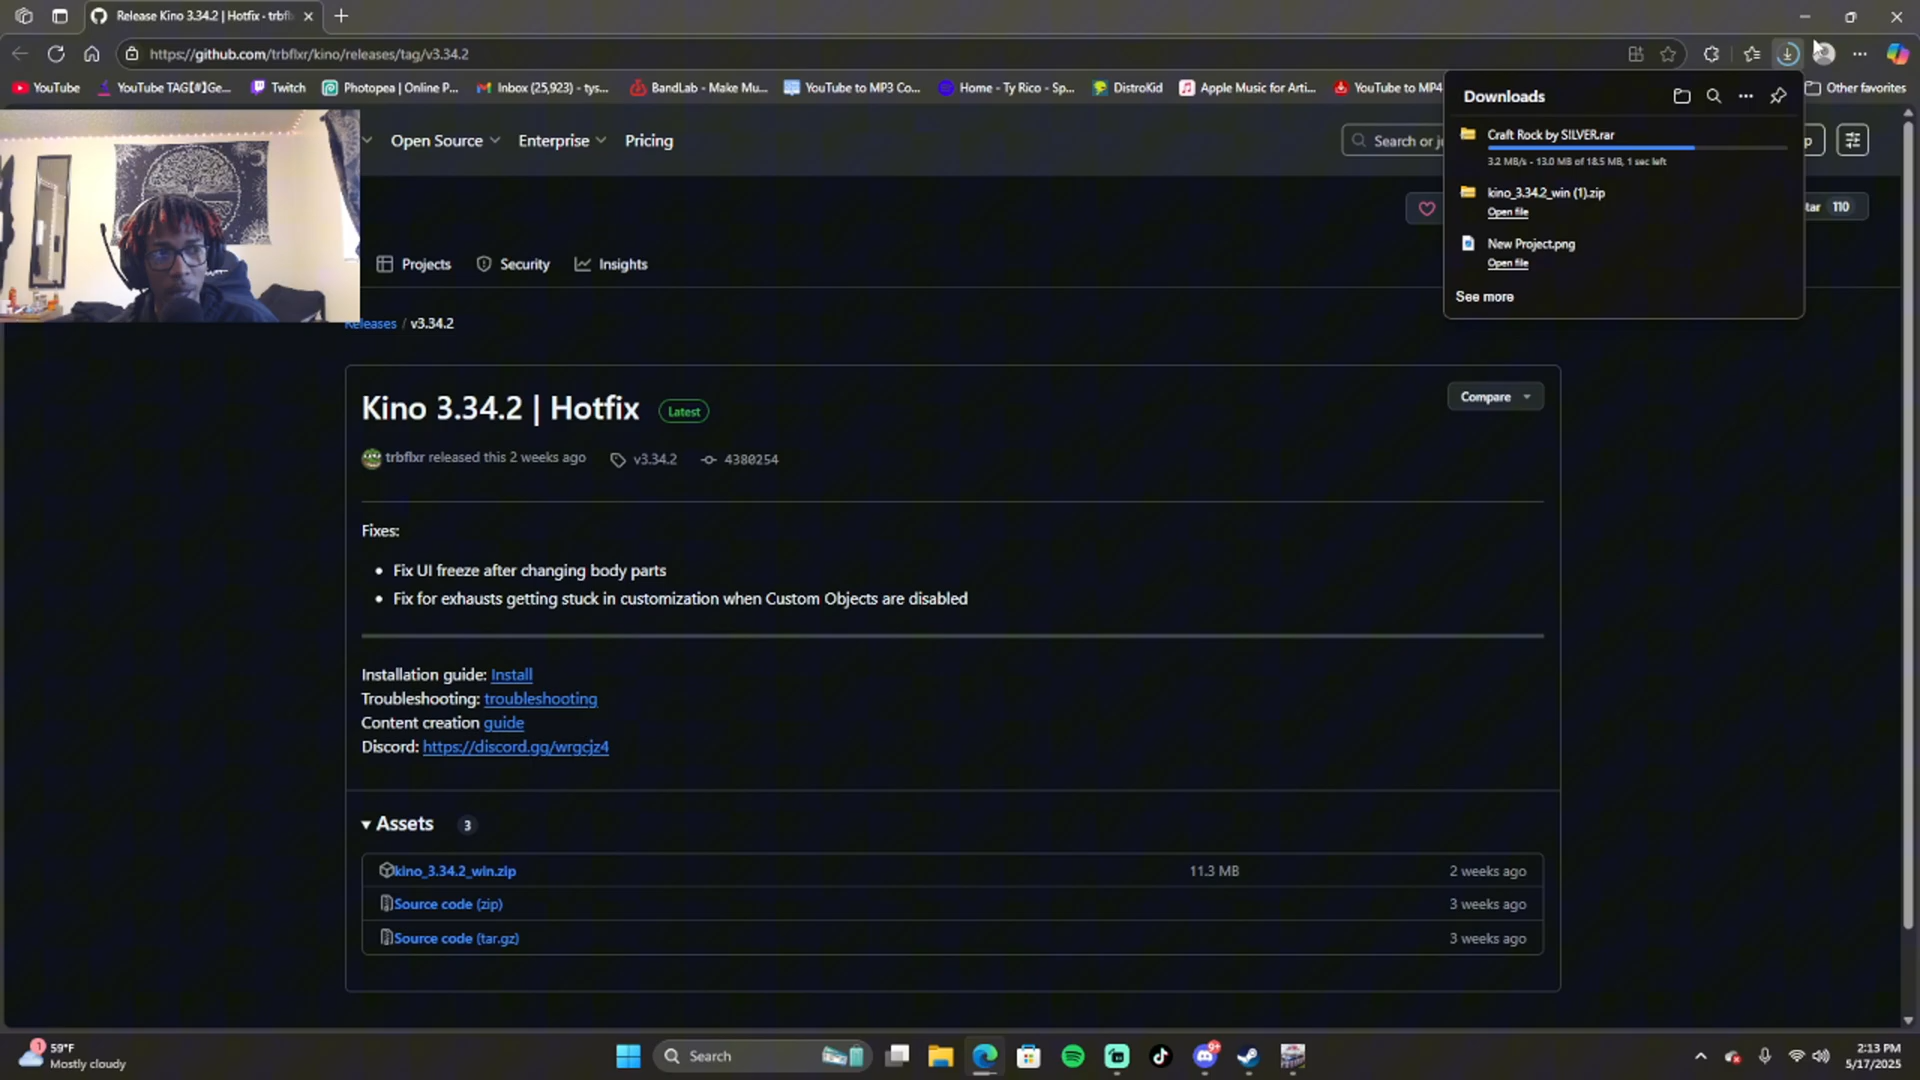 Release Kino 3.34.2 | Hotfix - trbfl
https://github.com/trbflxr/kino/releases/tag/v3.34.2
YouTube
YouTube TAG【#】Ge...
Twitch
Photopea | Online P...
Inbox (25,923) - tys...
BandLab - Make Mu...
YouTube to MP3 Co...
Home - Ty Rico - Sp...
DistroKid
Apple Music for Arti...
YouTube to MP4
Other favorites
Downloads
Craft Rock by SILVER.rar
3.2 MB/s - 13.0 MB of 18.5 MB, 1 sec left
kino_3.34.2_win (1).zip
Open file
New Project.png
Open file
See more
Open Source
Enterprise
Pricing
Search or ju
p
tar 110
Projects
Security
Insights
Releases / v3.34.2
Kino 3.34.2 | Hotfix
Latest
Compare
trbflxr released this 2 weeks ago
v3.34.2
4380254
Fixes:
• Fix UI freeze after changing body parts
• Fix for exhausts getting stuck in customization when Custom Objects are disabled
Installation guide: Install
Troubleshooting: troubleshooting
Content creation guide
Discord: https://discord.gg/wrgcjz4
Assets 3
kino_3.34.2_win.zip 11.3 MB 2 weeks ago
Source code (zip) 3 weeks ago
Source code (tar.gz) 3 weeks ago
1
59°F
Mostly cloudy
Search
9+
2:13 PM
5/17/2025